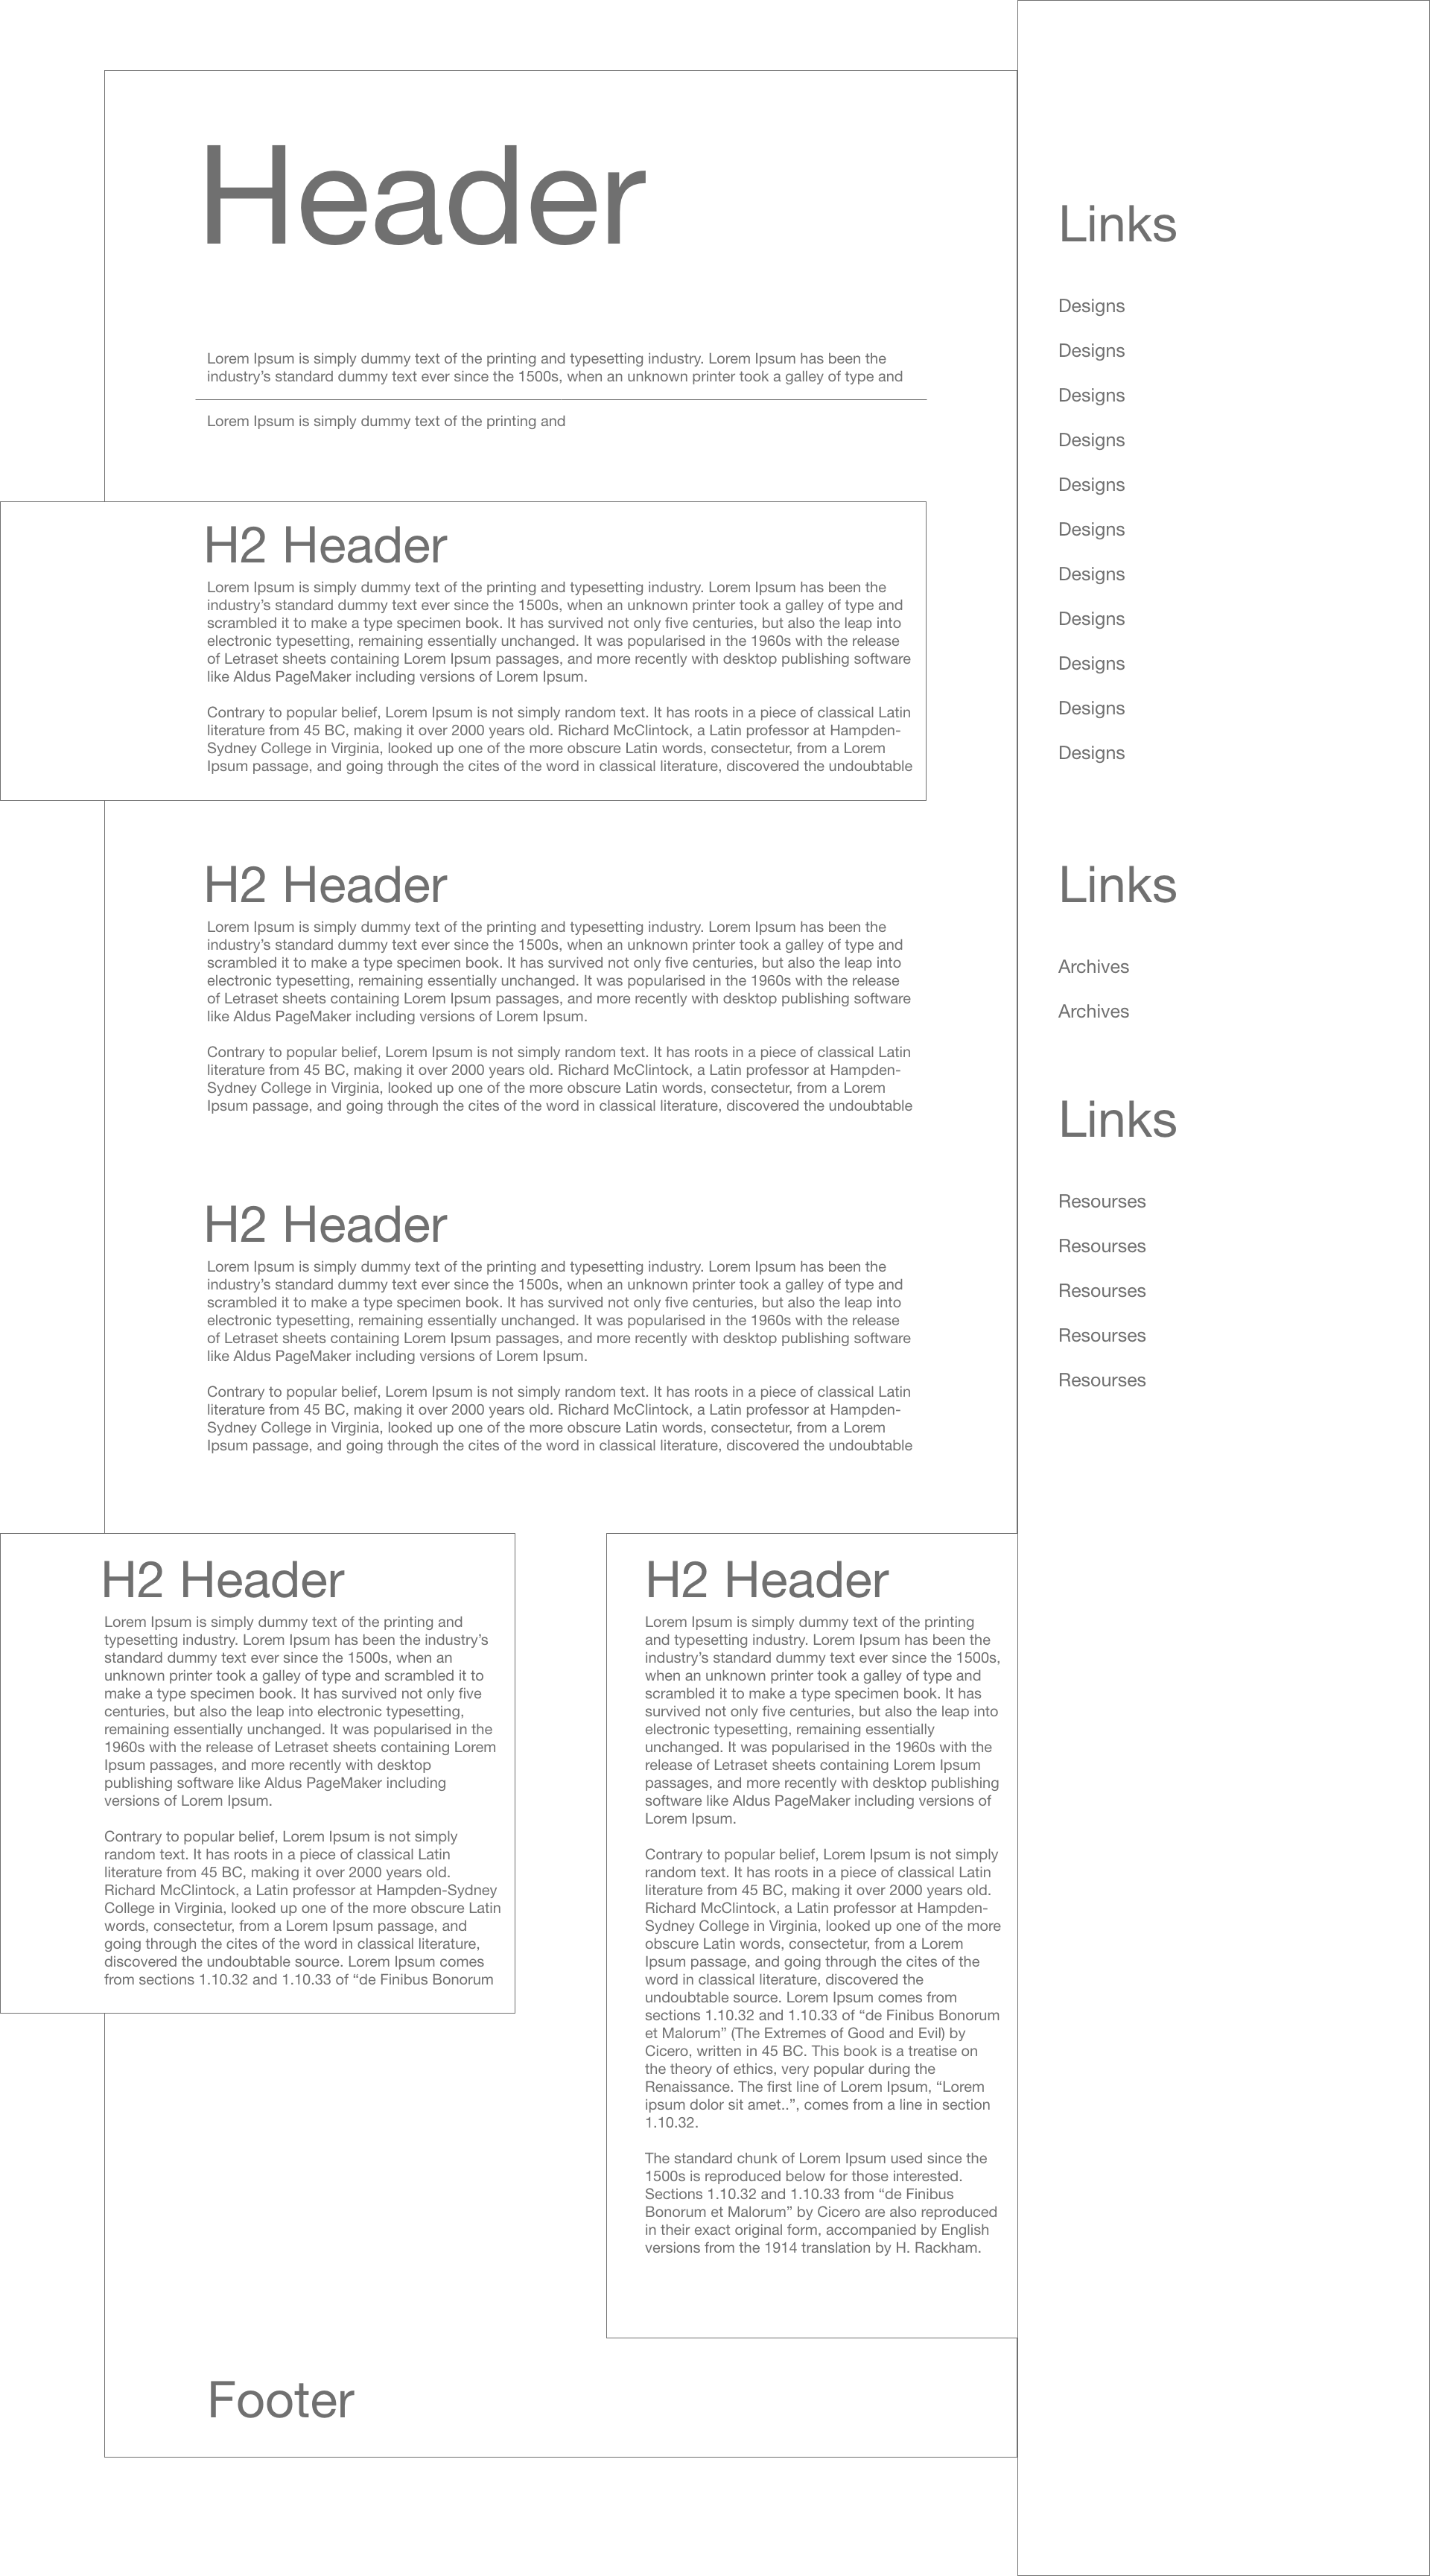 Header
Lorem Ipsum is simply dummy text of the printing and typesetting industry. Lorem Ipsum has been the
industry’s standard dummy text ever since the 1500s, when an unknown printer took a galley of type and
Lorem Ipsum is simply dummy text of the printing and
H2 Header
Lorem Ipsum is simply dummy text of the printing and typesetting industry. Lorem Ipsum has been the
industry’s standard dummy text ever since the 1500s, when an unknown printer took a galley of type and
scrambled it to make a type specimen book. It has survived not only five centuries, but also the leap into
electronic typesetting, remaining essentially unchanged. It was popularised in the 1960s with the release
of Letraset sheets containing Lorem Ipsum passages, and more recently with desktop publishing software
like Aldus PageMaker including versions of Lorem Ipsum.
Contrary to popular belief, Lorem Ipsum is not simply random text. It has roots in a piece of classical Latin
literature from 45 BC, making it over 2000 years old. Richard McClintock, a Latin professor at Hampden-
Sydney College in Virginia, looked up one of the more obscure Latin words, consectetur, from a Lorem
Ipsum passage, and going through the cites of the word in classical literature, discovered the undoubtable
H2 Header
Lorem Ipsum is simply dummy text of the printing and typesetting industry. Lorem Ipsum has been the
industry’s standard dummy text ever since the 1500s, when an unknown printer took a galley of type and
scrambled it to make a type specimen book. It has survived not only five centuries, but also the leap into
electronic typesetting, remaining essentially unchanged. It was popularised in the 1960s with the release
of Letraset sheets containing Lorem Ipsum passages, and more recently with desktop publishing software
like Aldus PageMaker including versions of Lorem Ipsum.
Contrary to popular belief, Lorem Ipsum is not simply random text. It has roots in a piece of classical Latin
literature from 45 BC, making it over 2000 years old. Richard McClintock, a Latin professor at Hampden-
Sydney College in Virginia, looked up one of the more obscure Latin words, consectetur, from a Lorem
Ipsum passage, and going through the cites of the word in classical literature, discovered the undoubtable
H2 Header
Lorem Ipsum is simply dummy text of the printing and typesetting industry. Lorem Ipsum has been the
industry’s standard dummy text ever since the 1500s, when an unknown printer took a galley of type and
scrambled it to make a type specimen book. It has survived not only five centuries, but also the leap into
electronic typesetting, remaining essentially unchanged. It was popularised in the 1960s with the release
of Letraset sheets containing Lorem Ipsum passages, and more recently with desktop publishing software
like Aldus PageMaker including versions of Lorem Ipsum.
Contrary to popular belief, Lorem Ipsum is not simply random text. It has roots in a piece of classical Latin
literature from 45 BC, making it over 2000 years old. Richard McClintock, a Latin professor at Hampden-
Sydney College in Virginia, looked up one of the more obscure Latin words, consectetur, from a Lorem
Ipsum passage, and going through the cites of the word in classical literature, discovered the undoubtable
H2 Header
Lorem Ipsum is simply dummy text of the printing and
typesetting industry. Lorem Ipsum has been the industry’s
standard dummy text ever since the 1500s, when an
unknown printer took a galley of type and scrambled it to
make a type specimen book. It has survived not only five
centuries, but also the leap into electronic typesetting,
remaining essentially unchanged. It was popularised in the
1960s with the release of Letraset sheets containing Lorem
Ipsum passages, and more recently with desktop
publishing software like Aldus PageMaker including
versions of Lorem Ipsum.
Contrary to popular belief, Lorem Ipsum is not simply
random text. It has roots in a piece of classical Latin
literature from 45 BC, making it over 2000 years old.
Richard McClintock, a Latin professor at Hampden-Sydney
College in Virginia, looked up one of the more obscure Latin
words, consectetur, from a Lorem Ipsum passage, and
going through the cites of the word in classical literature,
discovered the undoubtable source. Lorem Ipsum comes
from sections 1.10.32 and 1.10.33 of “de Finibus Bonorum
H2 Header
Lorem Ipsum is simply dummy text of the printing
and typesetting industry. Lorem Ipsum has been the
industry’s standard dummy text ever since the 1500s,
when an unknown printer took a galley of type and
scrambled it to make a type specimen book. It has
survived not only five centuries, but also the leap into
electronic typesetting, remaining essentially
unchanged. It was popularised in the 1960s with the
release of Letraset sheets containing Lorem Ipsum
passages, and more recently with desktop publishing
software like Aldus PageMaker including versions of
Lorem Ipsum.
Contrary to popular belief, Lorem Ipsum is not simply
random text. It has roots in a piece of classical Latin
literature from 45 BC, making it over 2000 years old.
Richard McClintock, a Latin professor at Hampden-
Sydney College in Virginia, looked up one of the more
obscure Latin words, consectetur, from a Lorem
Ipsum passage, and going through the cites of the
word in classical literature, discovered the
undoubtable source. Lorem Ipsum comes from
sections 1.10.32 and 1.10.33 of “de Finibus Bonorum
et Malorum” (The Extremes of Good and Evil) by
Cicero, written in 45 BC. This book is a treatise on
the theory of ethics, very popular during the
Renaissance. The first line of Lorem Ipsum, “Lorem
ipsum dolor sit amet..”, comes from a line in section
1.10.32.
The standard chunk of Lorem Ipsum used since the
1500s is reproduced below for those interested.
Sections 1.10.32 and 1.10.33 from “de Finibus
Bonorum et Malorum” by Cicero are also reproduced
in their exact original form, accompanied by English
versions from the 1914 translation by H. Rackham.
Footer
Links
Designs
Designs
Designs
Designs
Designs
Designs
Designs
Designs
Designs
Designs
Designs
Links
Archives
Archives
Links
Resourses
Resourses
Resourses
Resourses
Resourses